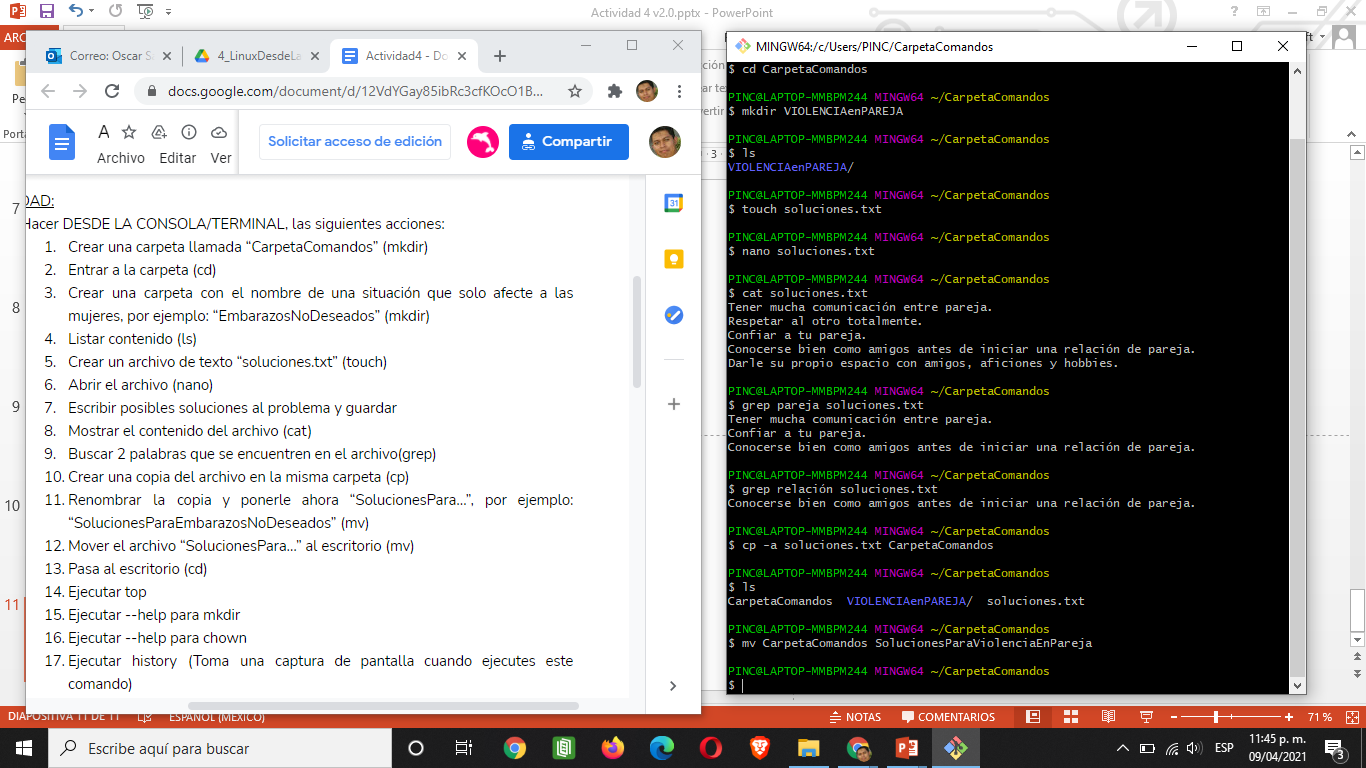 Actividad 4 v2.0.pptx - PowerPoint
Correo: Oscar S
4_LinuxDesdeLa
Actividad4 - Do
docs.google.com/document/d/12VdYGay85ibRc3cfKOcO1B...
A
Archivo Editar Ver
Solicitar acceso de edición
Compartir
DAD:
Hacer DESDE LA CONSOLA/TERMINAL, las siguientes acciones:
1. Crear una carpeta llamada “CarpetaComandos” (mkdir)
2. Entrar a la carpeta (cd)
3. Crear una carpeta con el nombre de una situación que solo afecte a las
mujeres, por ejemplo: “EmbarazosNoDeseados” (mkdir)
4. Listar contenido (ls)
5. Crear un archivo de texto “soluciones.txt” (touch)
6. Abrir el archivo (nano)
7. Escribir posibles soluciones al problema y guardar
8. Mostrar el contenido del archivo (cat)
9. Buscar 2 palabras que se encuentren en el archivo(grep)
10. Crear una copia del archivo en la misma carpeta (cp)
11. Renombrar la copia y ponerle ahora “SolucionesPara...”, por ejemplo:
“SolucionesParaEmbarazosNoDeseados” (mv)
12. Mover el archivo “SolucionesPara...” al escritorio (mv)
13. Pasa al escritorio (cd)
14. Ejecutar top
15. Ejecutar --help para mkdir
16. Ejecutar --help para chown
17. Ejecutar history (Toma una captura de pantalla cuando ejecutes este
comando)
7
8
9
10
11
31
MINGW64:/c/Users/PINC/CarpetaComandos
$ cd CarpetaComandos
PINC@LAPTOP-MMBPM244 MINGW64 ~/CarpetaComandos
$ mkdir VIOLENCIAenPAREJA
PINC@LAPTOP-MMBPM244 MINGW64 ~/CarpetaComandos
$ ls
VIOLENCIAenPAREJA/
PINC@LAPTOP-MMBPM244 MINGW64 ~/CarpetaComandos
$ touch soluciones.txt
PINC@LAPTOP-MMBPM244 MINGW64 ~/CarpetaComandos
$ nano soluciones.txt
PINC@LAPTOP-MMBPM244 MINGW64 ~/CarpetaComandos
$ cat soluciones.txt
Tener mucha comunicación entre pareja.
Respetar al otro totalmente.
Confiar a tu pareja.
Conocerse bien como amigos antes de iniciar una relación de pareja.
Darle su propio espacio con amigos, aficiones y hobbies.
PINC@LAPTOP-MMBPM244 MINGW64 ~/CarpetaComandos
$ grep pareja soluciones.txt
Tener mucha comunicación entre pareja.
Confiar a tu pareja.
Conocerse bien como amigos antes de iniciar una relación de pareja.
PINC@LAPTOP-MMBPM244 MINGW64 ~/CarpetaComandos
$ grep relación soluciones.txt
Conocerse bien como amigos antes de iniciar una relación de pareja.
PINC@LAPTOP-MMBPM244 MINGW64 ~/CarpetaComandos
$ cp -a soluciones.txt CarpetaComandos
PINC@LAPTOP-MMBPM244 MINGW64 ~/CarpetaComandos
$ ls
CarpetaComandos VIOLENCIAenPAREJA/ soluciones.txt
PINC@LAPTOP-MMBPM244 MINGW64 ~/CarpetaComandos
$ mv CarpetaComandos SolucionesParaViolenciaEnPareja
PINC@LAPTOP-MMBPM244 MINGW64 ~/CarpetaComandos
$
DIAPOSITIVA 11 DE 11 ESPAÑOL (MÉXICO) NOTAS COMENTARIOS 71 %
Escribe aquí para buscar
ESP
11:45 p. m.
09/04/2021
3